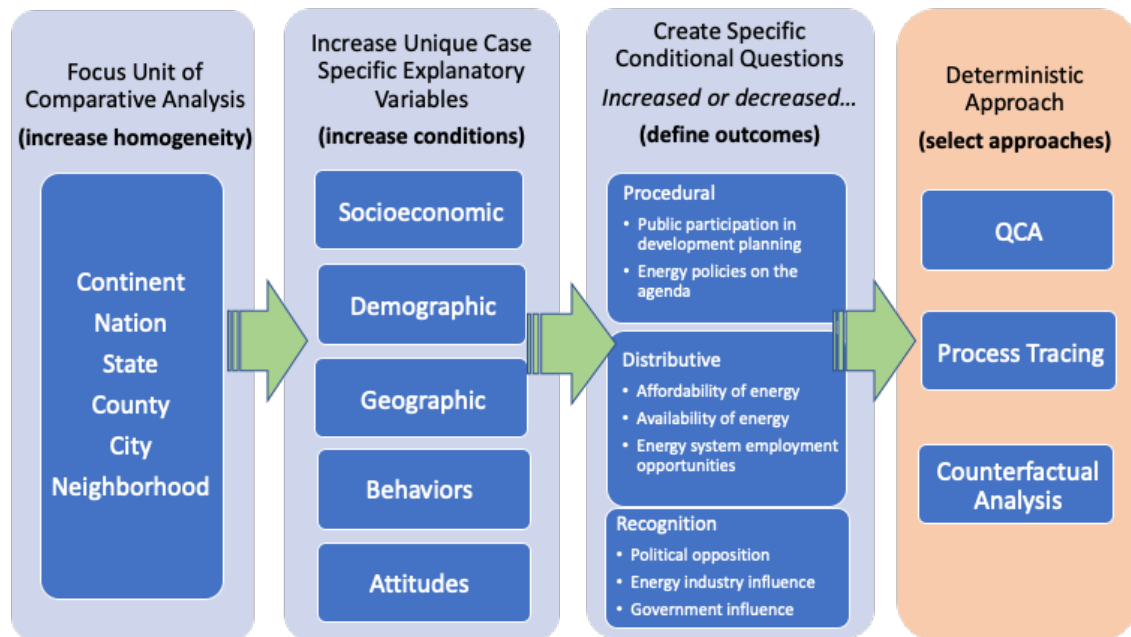 Focus Unit of
Comparative Analysis
(increase homogeneity)
Continent
Nation
State
County
City
Neighborhood
Increase Unique Case
Specific Explanatory
Variables
(increase conditions)
Socioeconomic
Demographic
Geographic
Behaviors
Attitudes
Create Specific
Conditional Questions
Increased or decreased...
(define outcomes)
Procedural
• Public participation in
development planning
• Energy policies on the
agenda
Distributive
• Affordability of energy
• Availability of energy
• Energy system employment
opportunities
Recognition
• Political opposition
• Energy industry influence
• Government influence
Deterministic
Approach
(select approaches)
QCA
Process Tracing
Counterfactual
Analysis